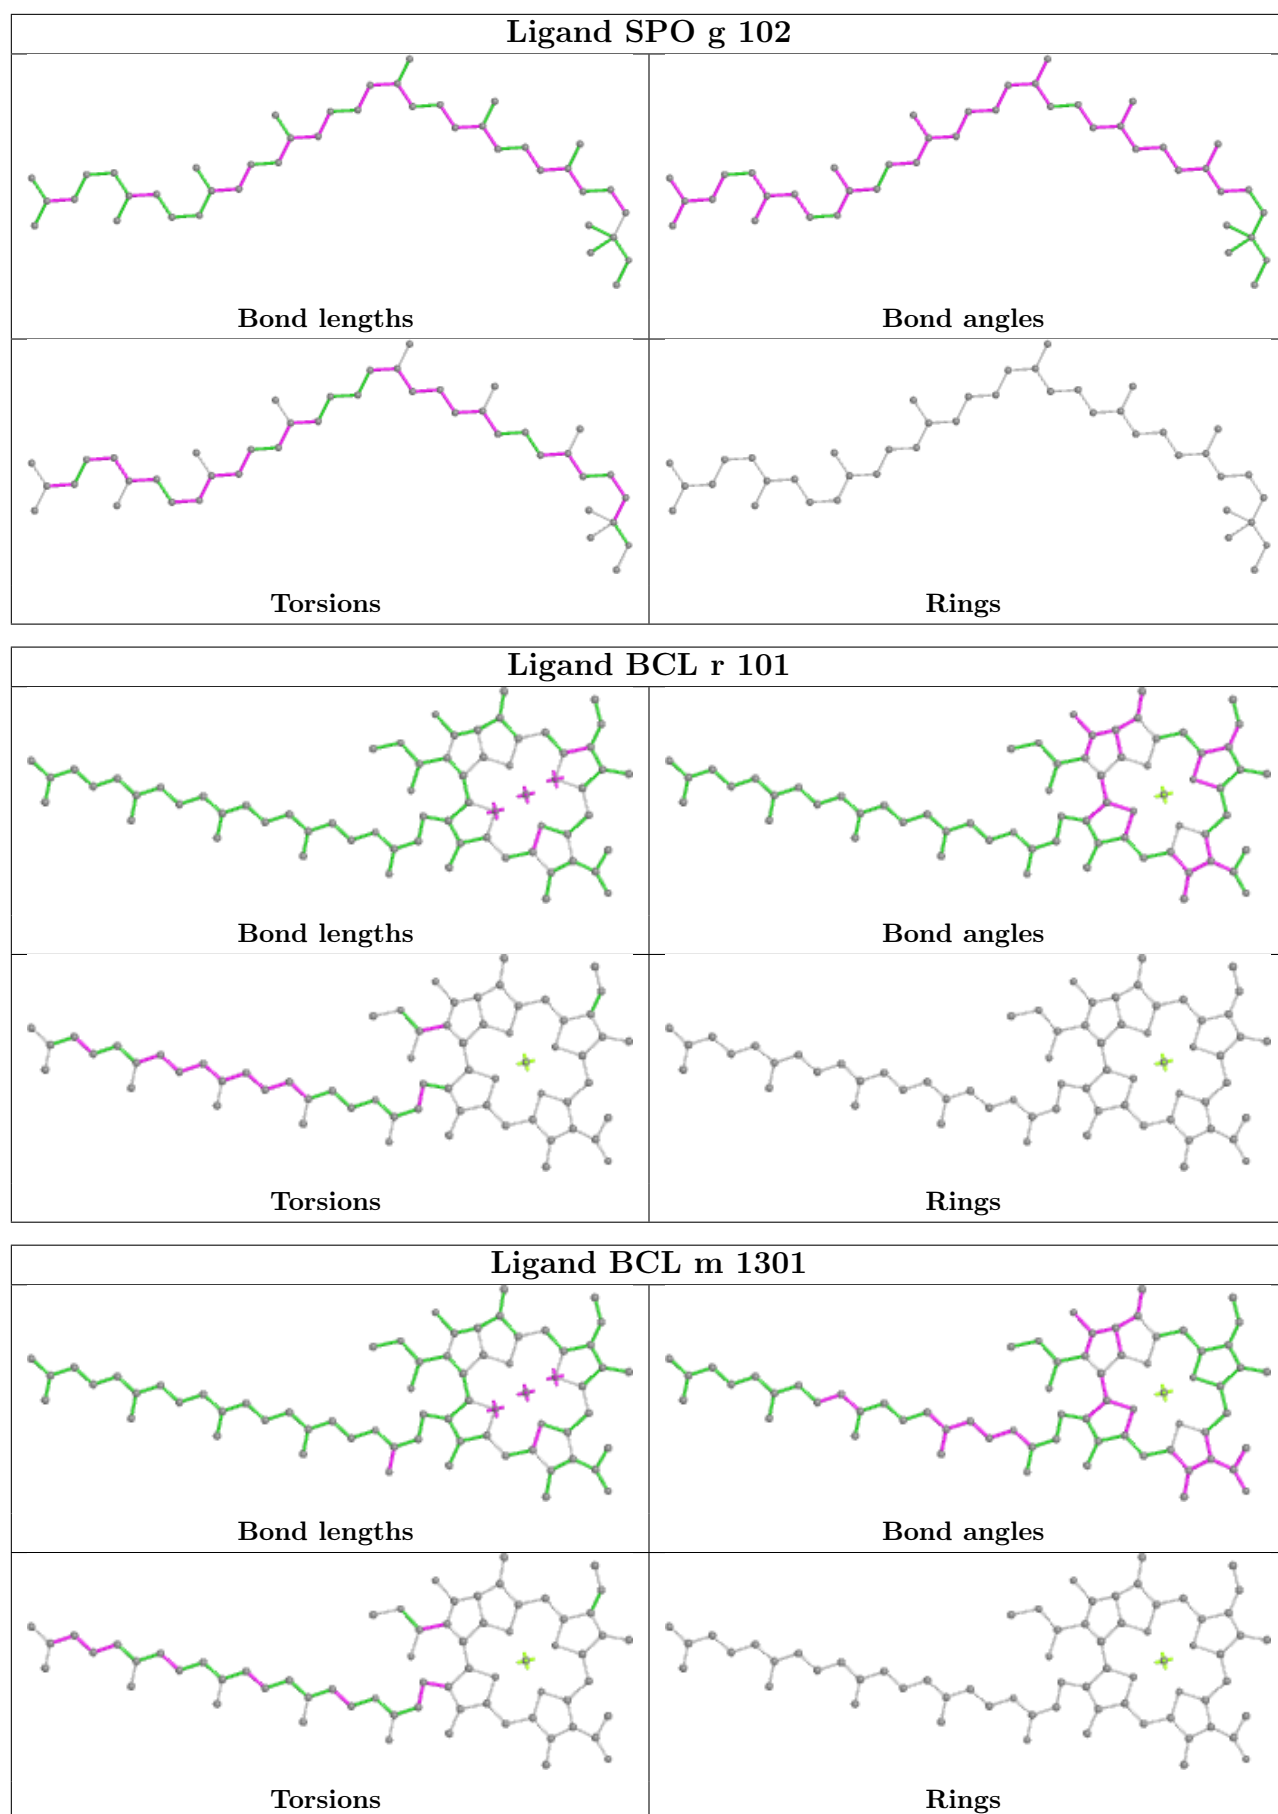 Ligand SPO g 102
Bond lengths
Bond angles
Torsions
Rings
Ligand BCL r 101
Bond lengths
Bond angles
Torsions
Rings
Ligand BCL m 1301
Bond lengths
Bond angles
Torsions
Rings